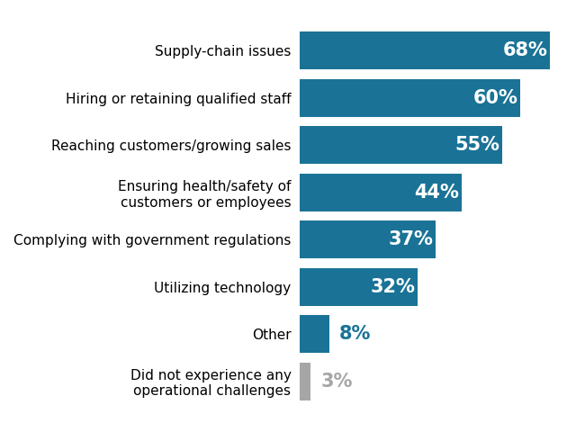 Supply-chain issues 68%
Hiring or retaining qualified staff 60%
Reaching customers/growing sales 55%
Ensuring health/safety of
customers or employees 44%
Complying with government regulations 37%
Utilizing technology 32%
Other 8%
Did not experience any
operational challenges 3%